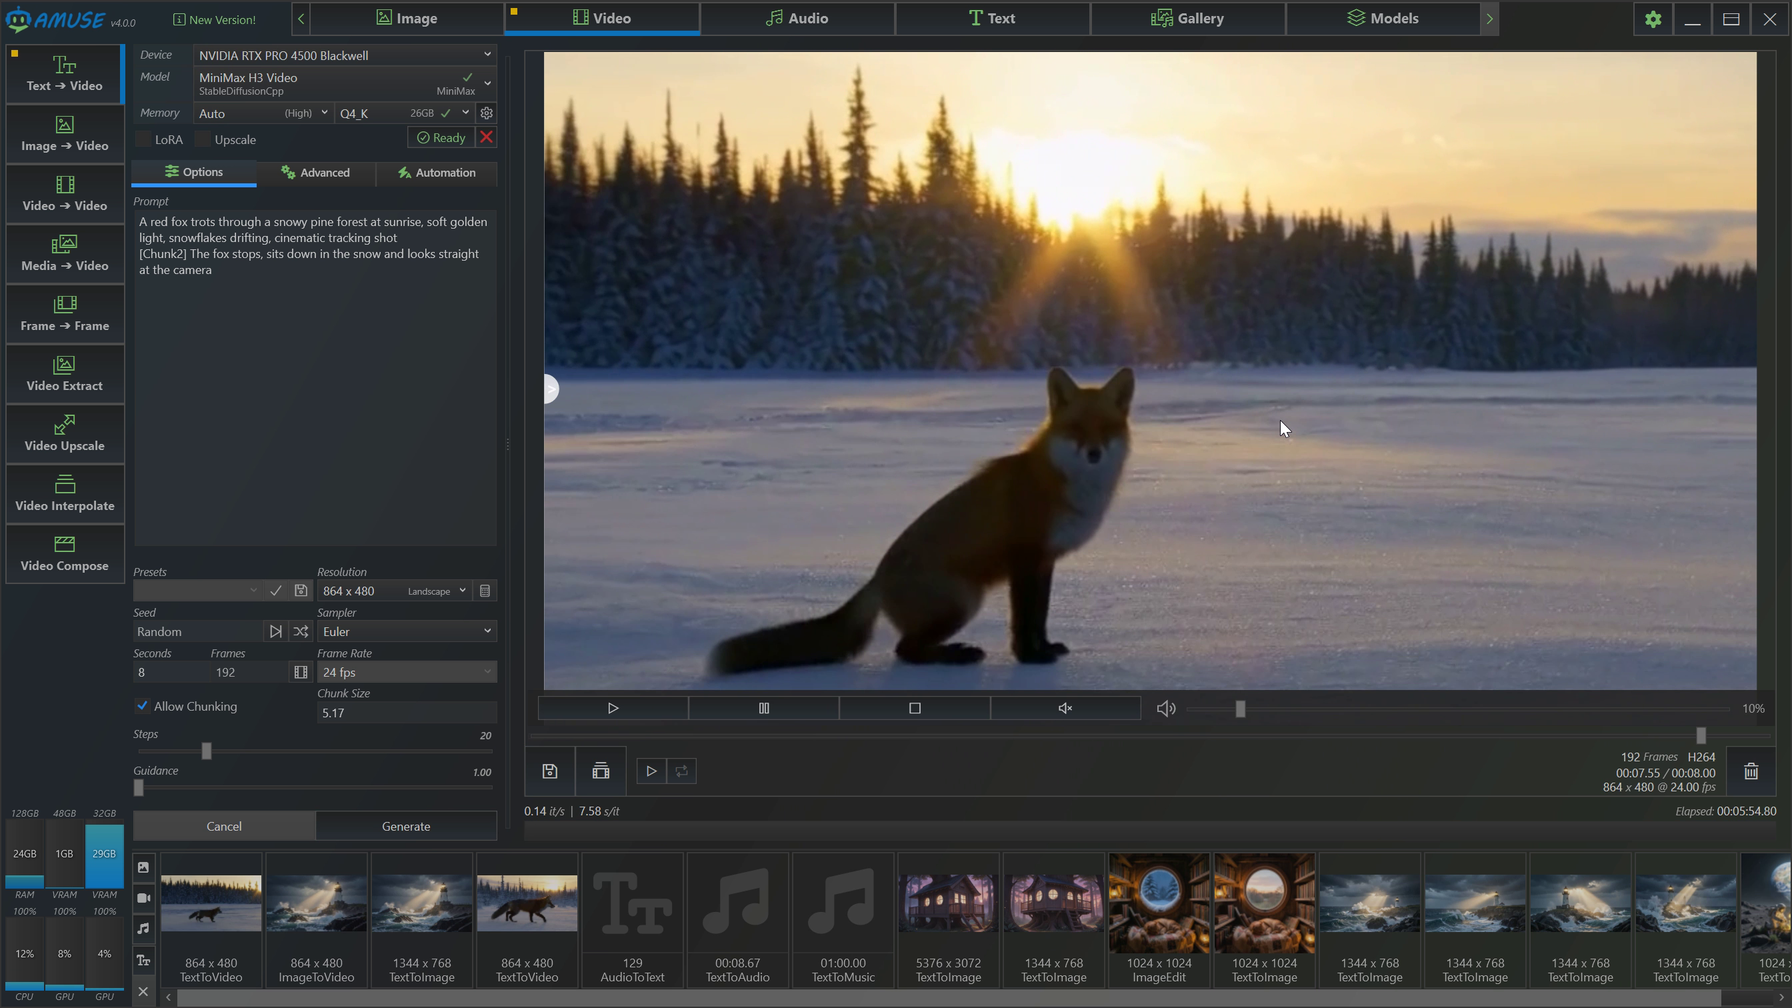 AMUSE v4.0.0
New Version!
Image
Video
Audio
Text
Gallery
Models
Text → Video
Image → Video
Video → Video
Media → Video
Frame → Frame
Video Extract
Video Upscale
Video Interpolate
Video Compose
Device
NVIDIA RTX PRO 4500 Blackwell
Model
MiniMax H3 Video
StableDiffusionCpp
MiniMax
Memory
Auto (High)
Q4_K 26GB
LoRA
Upscale
Ready
Options
Advanced
Automation
Prompt
A red fox trots through a snowy pine forest at sunrise, soft golden
light, snowflakes drifting, cinematic tracking shot
[Chunk2] The fox stops, sits down in the snow and looks straight
at the camera
Presets
Resolution
864 x 480 Landscape
Seed
Sampler
Random
Euler
Seconds
Frames
Frame Rate
8
192
24 fps
Allow Chunking
Chunk Size
5.17
Steps
20
Guidance
1.00
Cancel
Generate
10%
192 Frames H264
00:07.55 / 00:08.00
864 x 480 @ 24.00 fps
0.14 it/s | 7.58 s/it
Elapsed: 00:05:54.80
128GB 48GB 32GB
24GB 1GB 29GB
RAM VRAM VRAM
100% 100% 100%
12% 8% 4%
CPU GPU GPU
864 x 480
TextToVideo
864 x 480
ImageToVideo
1344 x 768
TextToImage
864 x 480
TextToVideo
129
AudioToText
00:08.67
TextToAudio
01:00.00
TextToMusic
5376 x 3072
TextToImage
1344 x 768
TextToImage
1024 x 1024
ImageEdit
1024 x 1024
TextToImage
1344 x 768
TextToImage
1344 x 768
TextToImage
1344 x 768
TextToImage
1344 x 768
TextToImage
1024 x
TextTo